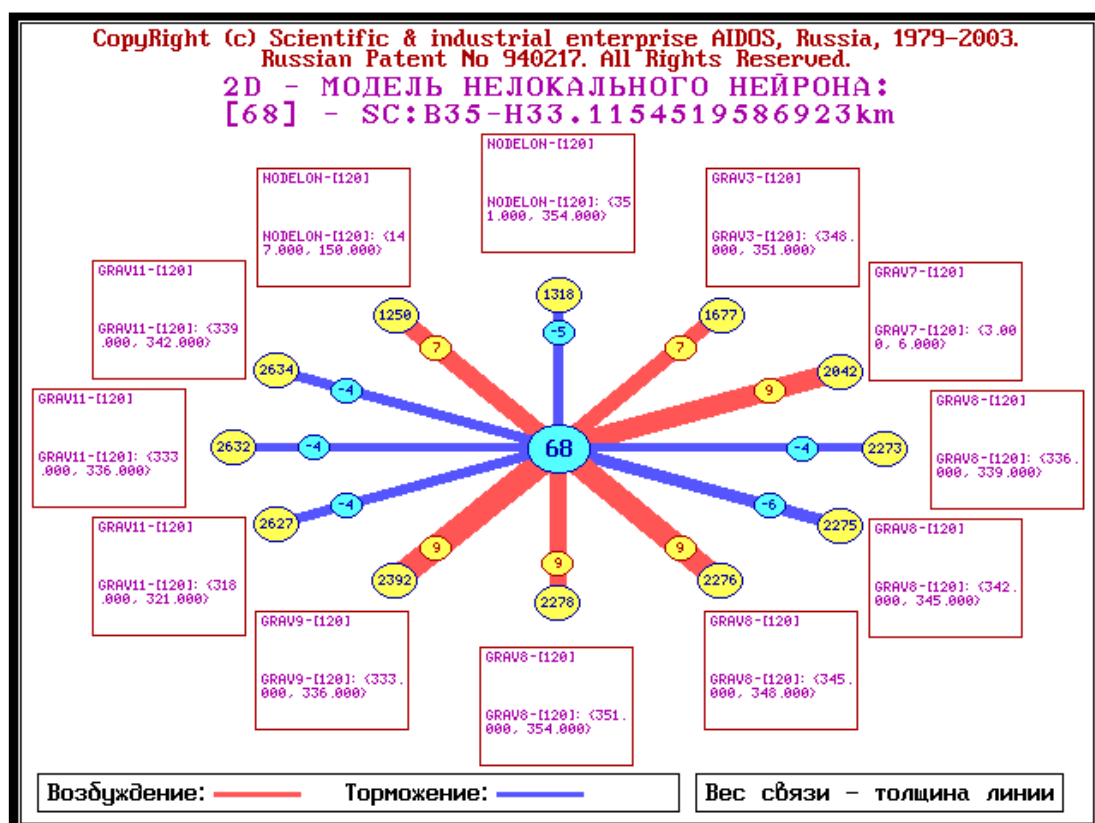 CopyRight (c) Scientific & industrial enterprise AIDOS, Russia, 1979-2003.
Russian Patent No 940217. All Rights Reserved.
2D - МОДЕЛЬ НЕЛОКАЛЬНОГО НЕЙРОНА:
[68] - SC:B35-H33.1154519586923km
NODELON-[120]
NODELON-[120]: {35
1.000, 354.000}
NODELON-[120]
NODELON-[120]: {14
7.000, 150.000}
GRAV3-[120]
GRAV3-[120]: {348.
000, 351.000}
GRAV11-[120]
GRAV11-[120]: {339
.000, 342.000}
GRAV7-[120]
GRAV7-[120]: {3.00
0, 6.000}
1318
1250
1677
-5
7
7
2634
2042
-4
9
GRAV11-[120]
GRAV11-[120]: {333
.000, 336.000}
GRAV8-[120]
GRAV8-[120]: {336.
000, 339.000}
2632
-4
68
-4
2273
GRAV11-[120]
GRAV11-[120]: {318
.000, 321.000}
GRAV8-[120]
GRAV8-[120]: {342.
000, 345.000}
2627
-4
-6
2275
9
9
9
2392
2278
2276
GRAV9-[120]
GRAV9-[120]: {333.
000, 336.000}
GRAV8-[120]
GRAV8-[120]: {351.
000, 354.000}
GRAV8-[120]
GRAV8-[120]: {345.
000, 348.000}
Возбуждение:
Торможение:
Вес связи - толщина линии